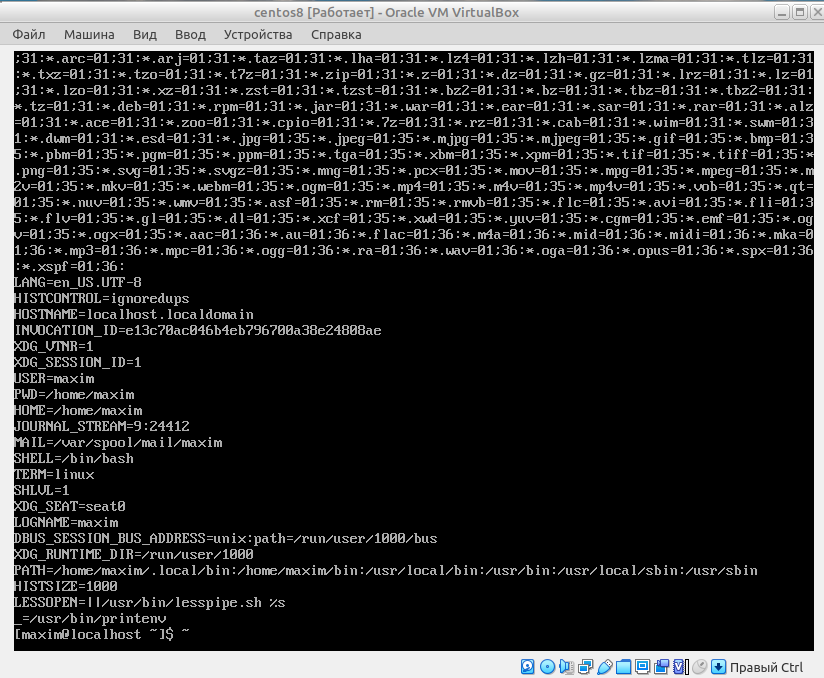 centos8 [Работает] - Oracle VM VirtualBox
Файл Машина Вид Ввод Устройства Справка
;31:*.arc=01;31:*.arj=01;31:*.taz=01;31:*.lha=01;31:*.lz4=01;31:*.lzh=01;31:*.lzma=01;31:*.tlz=01;31
:*.txz=01;31:*.tzo=01;31:*.t7z=01;31:*.zip=01;31:*.z=01;31:*.dz=01;31:*.gz=01;31:*.lrz=01;31:*.lz=01
;31:*.lzo=01;31:*.xz=01;31:*.zst=01;31:*.tzst=01;31:*.bz2=01;31:*.bz=01;31:*.tbz=01;31:*.tbz2=01;31:
*.tz=01;31:*.deb=01;31:*.rpm=01;31:*.jar=01;31:*.war=01;31:*.ear=01;31:*.sar=01;31:*.rar=01;31:*.alz
=01;31:*.ace=01;31:*.zoo=01;31:*.cpio=01;31:*.7z=01;31:*.rz=01;31:*.cab=01;31:*.wim=01;31:*.swm=01;3
1:*.dwm=01;31:*.esd=01;31:*.jpg=01;35:*.jpeg=01;35:*.mjpg=01;35:*.mjpeg=01;35:*.gif=01;35:*.bmp=01;3
5:*.pbm=01;35:*.pgm=01;35:*.ppm=01;35:*.tga=01;35:*.xbm=01;35:*.xpm=01;35:*.tif=01;35:*.tiff=01;35:*
.png=01;35:*.svg=01;35:*.svgz=01;35:*.mng=01;35:*.pcx=01;35:*.mov=01;35:*.mpg=01;35:*.mpeg=01;35:*.m
2v=01;35:*.mkv=01;35:*.webm=01;35:*.ogm=01;35:*.mp4=01;35:*.m4v=01;35:*.mp4v=01;35:*.vob=01;35:*.qt=
01;35:*.nuv=01;35:*.wmv=01;35:*.asf=01;35:*.rm=01;35:*.rmvb=01;35:*.flc=01;35:*.avi=01;35:*.fli=01;3
5:*.flv=01;35:*.gl=01;35:*.dl=01;35:*.xcf=01;35:*.xwd=01;35:*.yuv=01;35:*.cgm=01;35:*.emf=01;35:*.og
v=01;35:*.ogx=01;35:*.aac=01;36:*.au=01;36:*.flac=01;36:*.m4a=01;36:*.mid=01;36:*.midi=01;36:*.mka=0
1;36:*.mp3=01;36:*.mpc=01;36:*.ogg=01;36:*.ra=01;36:*.wav=01;36:*.oga=01;36:*.opus=01;36:*.spx=01;36
:*.xspf=01;36:
LANG=en_US.UTF-8
HISTCONTROL=ignoredups
HOSTNAME=localhost.localdomain
INVOCATION_ID=e13c70ac046b4eb796700a38e24808ae
XDG_VTNR=1
XDG_SESSION_ID=1
USER=maxim
PWD=/home/maxim
HOME=/home/maxim
JOURNAL_STREAM=9:24412
MAIL=/var/spool/mail/maxim
SHELL=/bin/bash
TERM=linux
SHLVL=1
XDG_SEAT=seat0
LOGNAME=maxim
DBUS_SESSION_BUS_ADDRESS=unix:path=/run/user/1000/bus
XDG_RUNTIME_DIR=/run/user/1000
PATH=/home/maxim/.local/bin:/home/maxim/bin:/usr/local/bin:/usr/bin:/usr/local/sbin:/usr/sbin
HISTSIZE=1000
LESSOPEN=||/usr/bin/lesspipe.sh %s
_=/usr/bin/printenv
[maxim@localhost ~]$ ~
Правый Ctrl